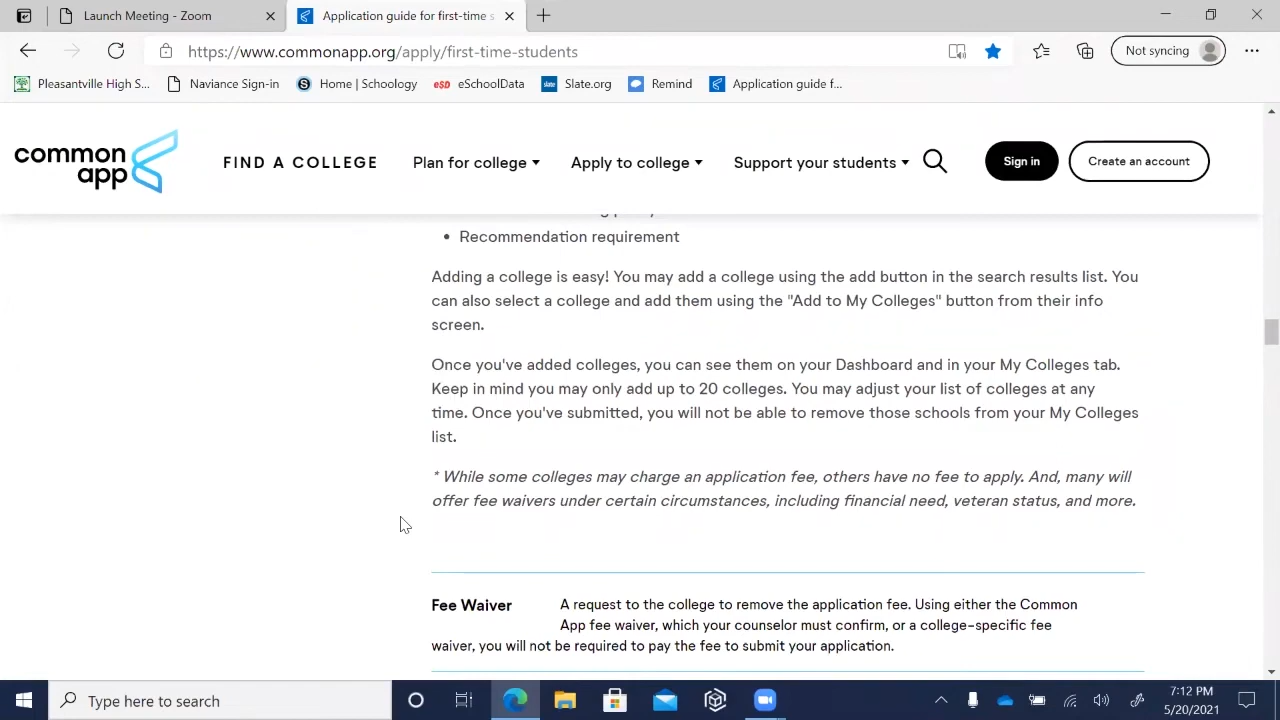 Launch Meeting - Zoom
Application guide for first-time s
https://www.commonapp.org/apply/first-time-students
Not syncing
Pleasantville High S...
Naviance Sign-in
Home | Schoology
esd eSchoolData
slate Slate.org
Remind
Application guide f...
common
app
FIND A COLLEGE
Plan for college
Apply to college
Support your students
Sign in
Create an account
• Recommendation requirement
Adding a college is easy! You may add a college using the add button in the search results list. You
can also select a college and add them using the "Add to My Colleges" button from their info
screen.
Once you've added colleges, you can see them on your Dashboard and in your My Colleges tab.
Keep in mind you may only add up to 20 colleges. You may adjust your list of colleges at any
time. Once you've submitted, you will not be able to remove those schools from your My Colleges
list.
* While some colleges may charge an application fee, others have no fee to apply. And, many will
offer fee waivers under certain circumstances, including financial need, veteran status, and more.
Fee Waiver
A request to the college to remove the application fee. Using either the Common
App fee waiver, which your counselor must confirm, or a college-specific fee
waiver, you will not be required to pay the fee to submit your application.
Type here to search
7:12 PM
5/20/2021